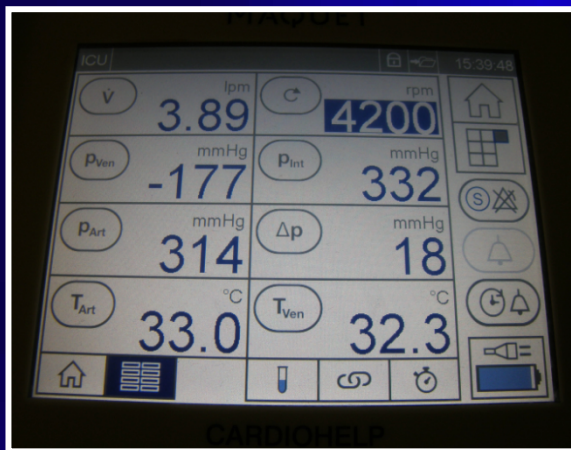 MAQUET
ICU 15:39:48
V̇ lpm 3.89
rpm 4200
PVen mmHg -177
PInt mmHg 332
PArt mmHg 314
Δp mmHg 18
TArt °C 33.0
TVen °C 32.3
S
CARDIOHELP